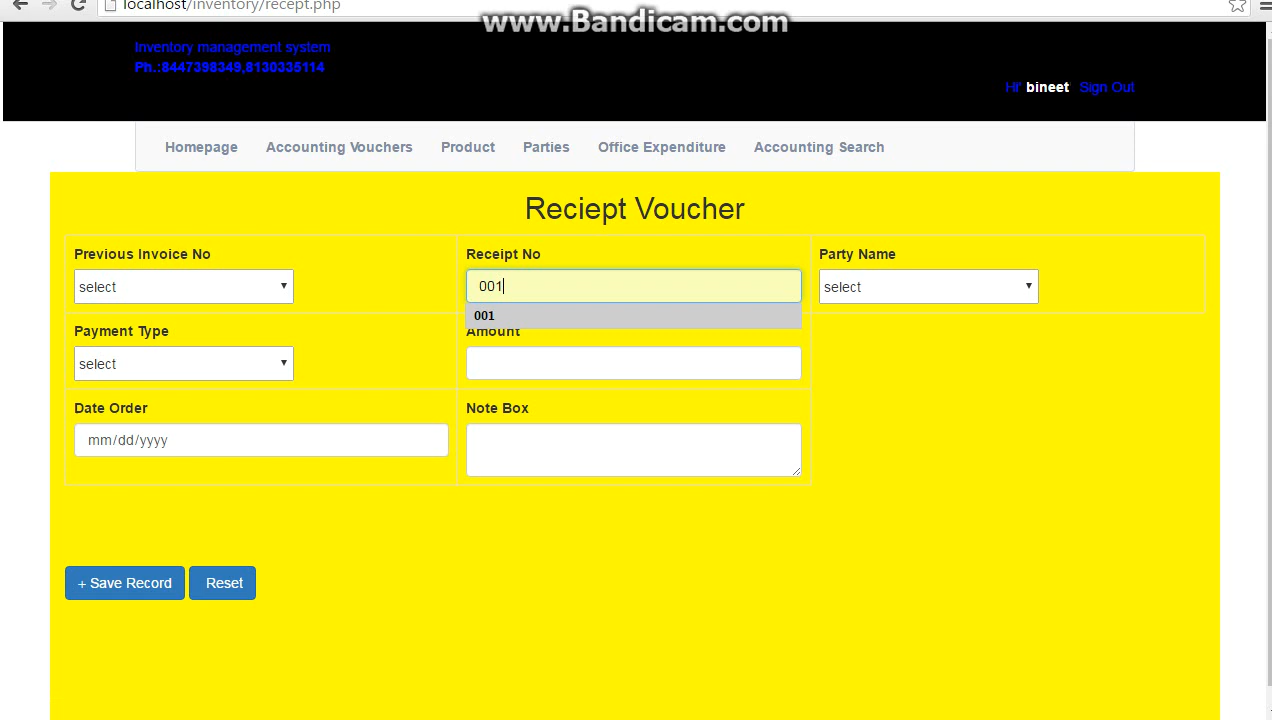 localhost/inventory/recept.php
www.Bandicam.com
Inventory management system
Ph.:8447398349,8130335114
Hi' bineet Sign Out
Homepage Accounting Vouchers Product Parties Office Expenditure Accounting Search
Reciept Voucher
Previous Invoice No Receipt No Party Name
select 001 select
001
Payment Type Amount
select
Date Order Note Box
mm/dd/yyyy
+ Save Record Reset